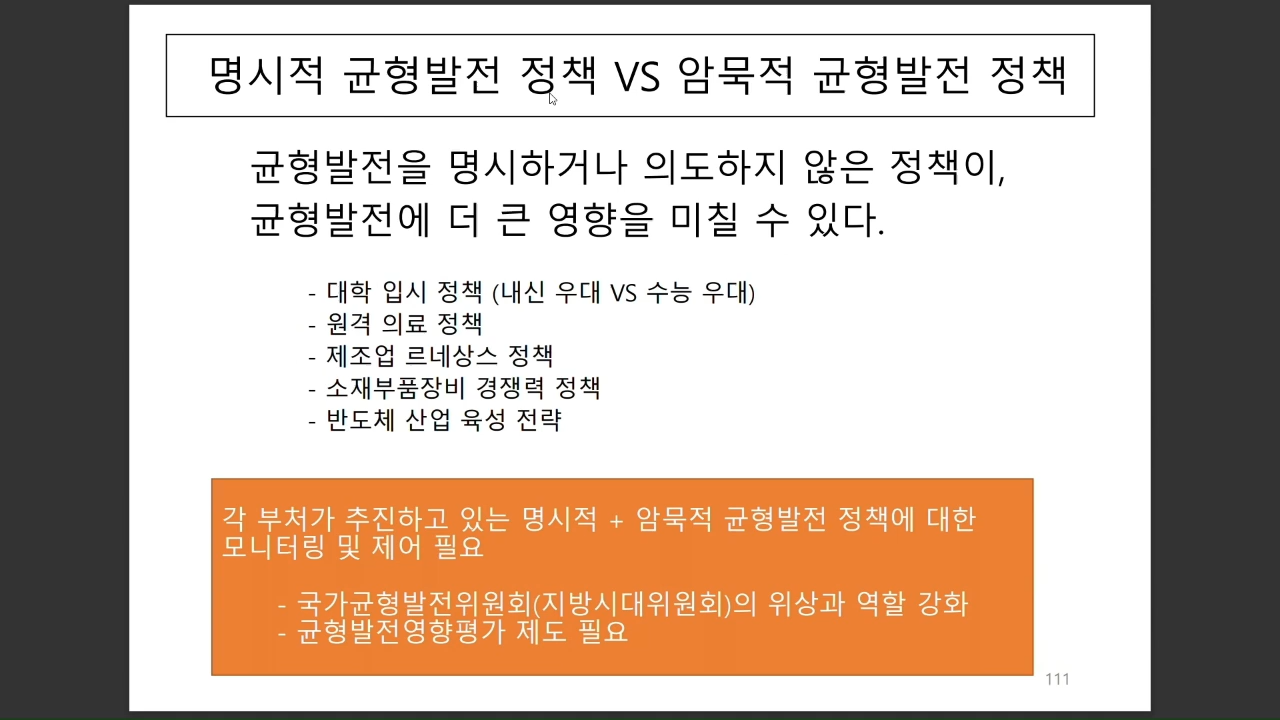 명시적 균형발전 정책 VS 암묵적 균형발전 정책
균형발전을 명시하거나 의도하지 않은 정책이,
균형발전에 더 큰 영향을 미칠 수 있다.
- 대학 입시 정책 (내신 우대 VS 수능 우대)
- 원격 의료 정책
- 제조업 르네상스 정책
- 소재부품장비 경쟁력 정책
- 반도체 산업 육성 전략
각 부처가 추진하고 있는 명시적 + 암묵적 균형발전 정책에 대한
모니터링 및 제어 필요
- 국가균형발전위원회(지방시대위원회)의 위상과 역할 강화
- 균형발전영향평가 제도 필요
111